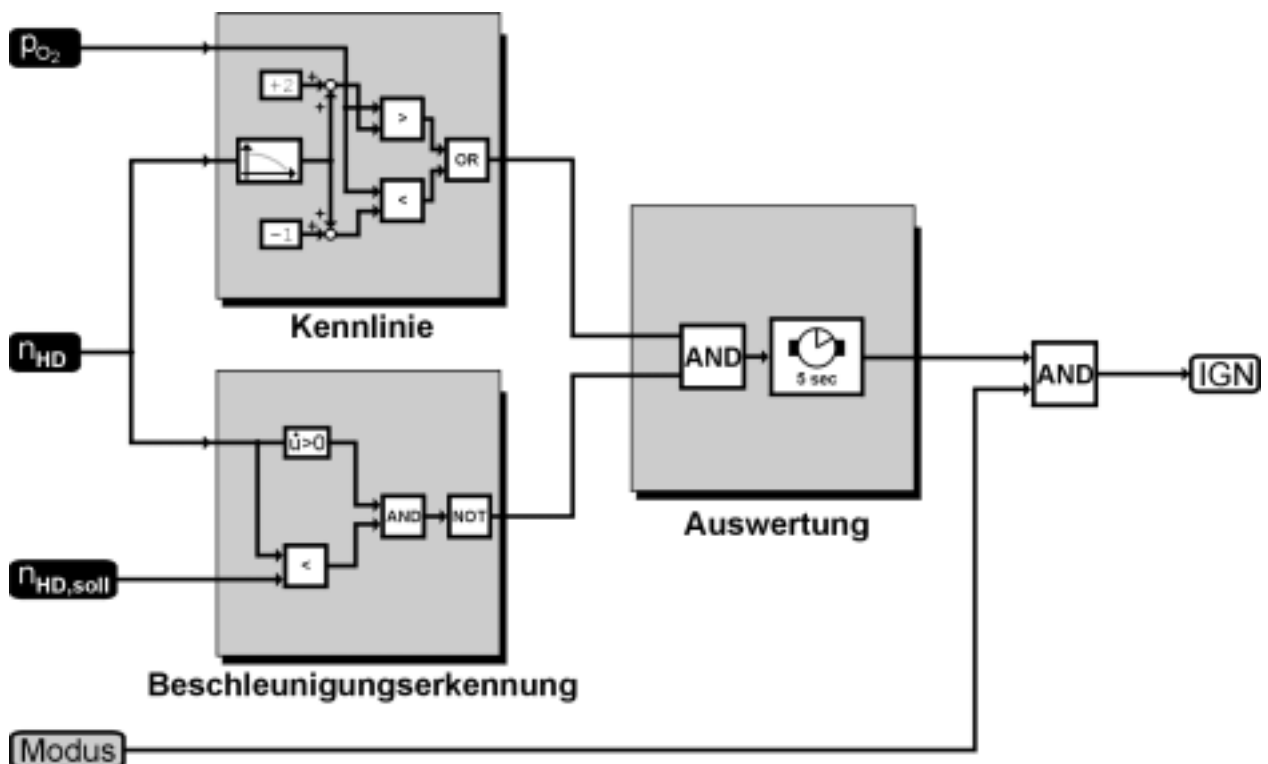 pO₂
+2
+
+
>
OR
<
+
+
-1
Kennlinie
nHD
AND
5 sec
AND
IGN
Auswertung
u̇>0
AND
NOT
<
nHD,soll
Beschleunigungserkennung
Modus